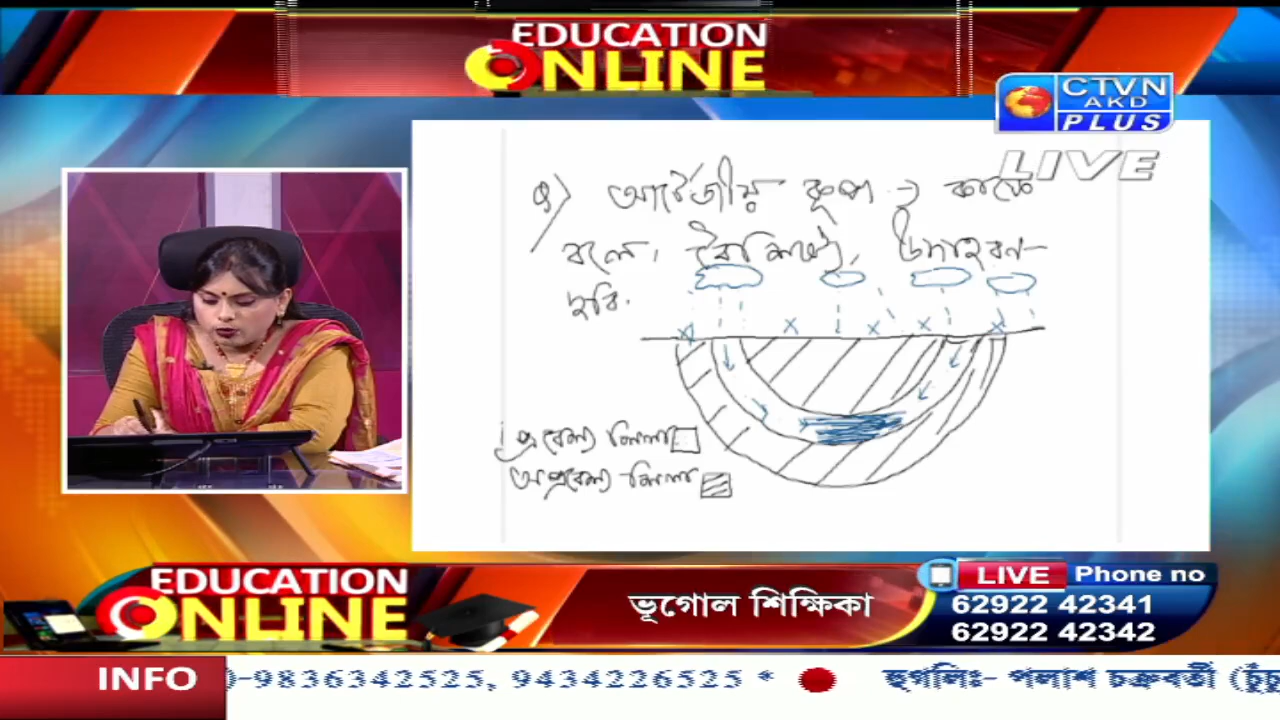 EDUCATION
ONLINE
CTVN
AKD
PLUS
LIVE
Q) আর্টেজীয় কূপ → কাকে
বলে। বৈশিষ্ট্য, উদাহরণ-
ছবি.
প্রবেশ্য শিলা
অপ্রবেশ্য শিলা
EDUCATION
ONLINE
ভূগোল শিক্ষিকা
LIVE Phone no
62922 42341
62922 42342
INFO
)-9836342525, 9434226525 * হুগলিঃ- পলাশ চক্রবর্তী (চুঁচু